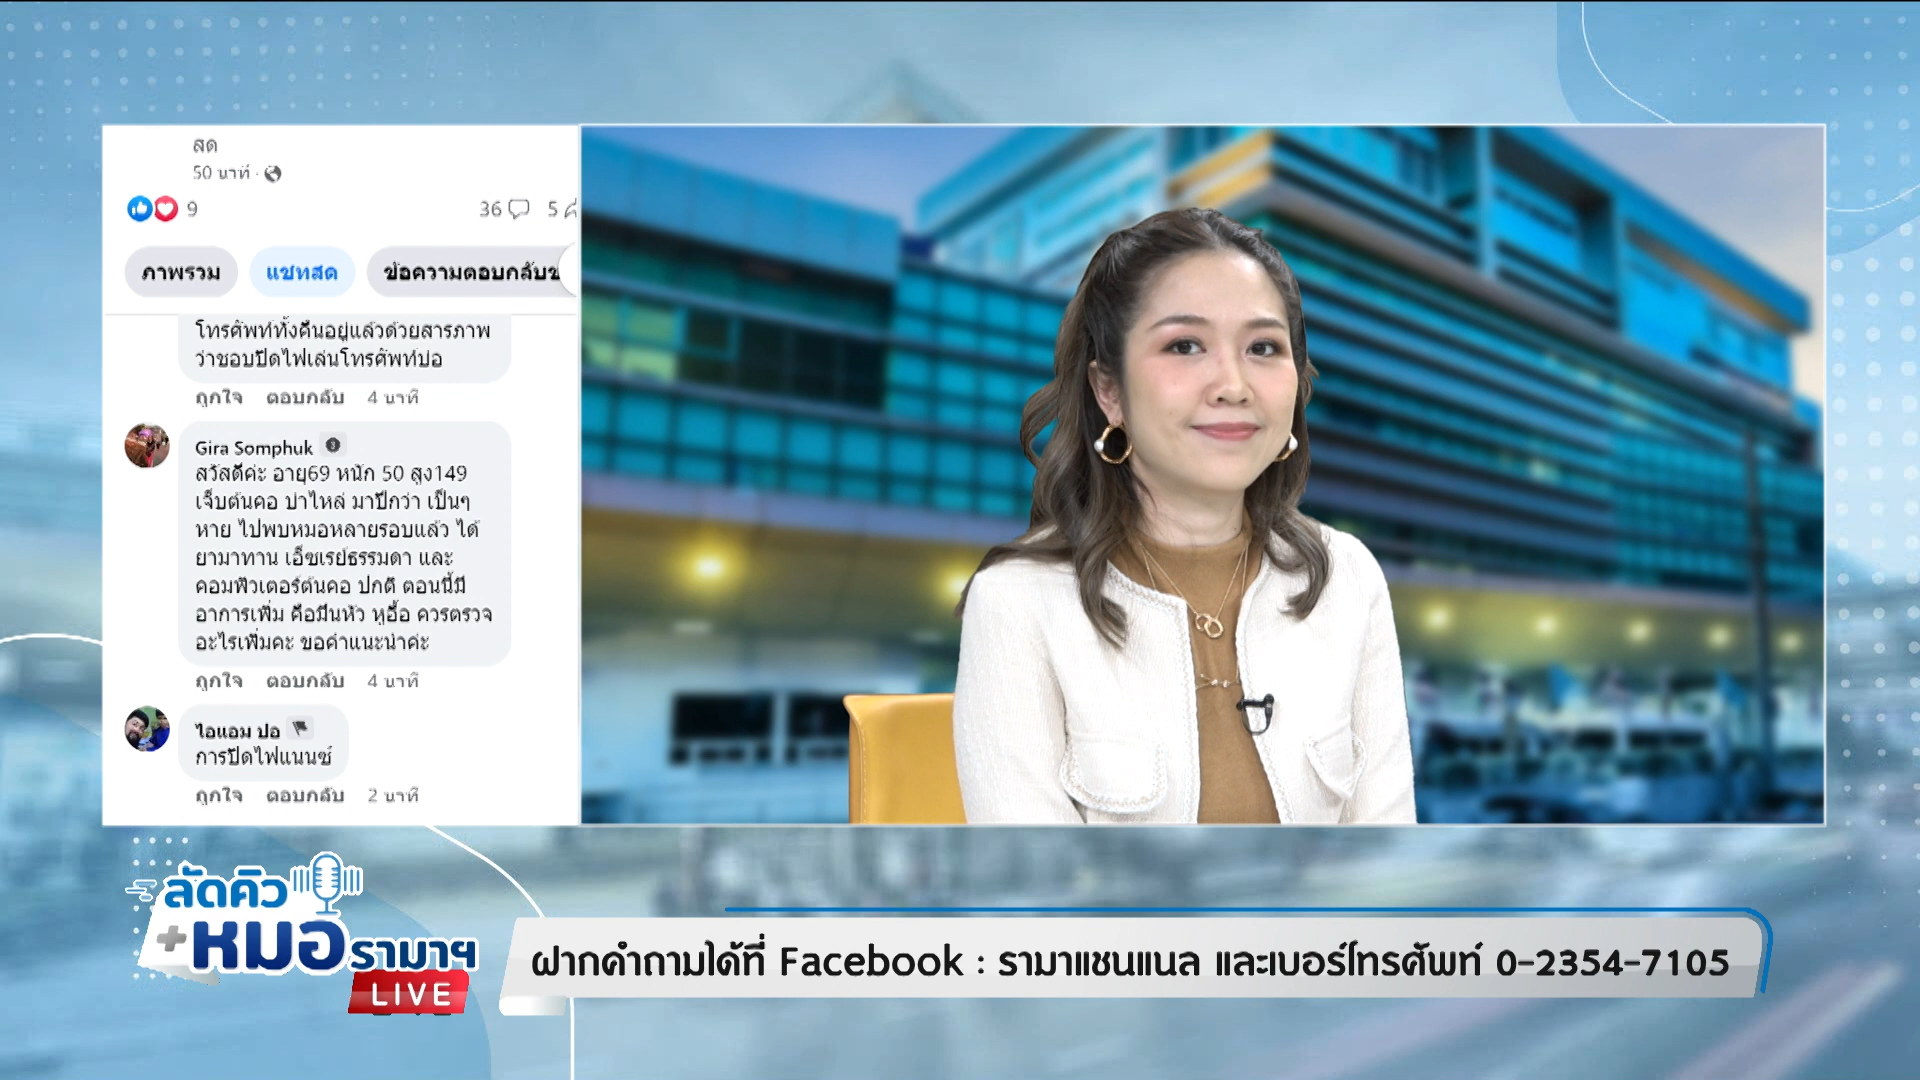 สด
50 นาที ·
9
36
5
ภาพรวม
แชทสด
ข้อความตอบกลับข
โทรศัพท์ทั้งคืนอยู่แล้วด้วยสารภาพ
ว่าชอบปิดไฟเล่นโทรศัพท์บ่อ
ถูกใจ ตอบกลับ 4 นาที
Gira Somphuk
สวัสดีค่ะ อายุ69 หนัก 50 สูง149
เจ็บต้นคอ บ่าไหล่ มาปีกว่า เป็นๆ
หาย ไปพบหมอหลายรอบแล้ว ได้
ยามาทาน เอ็ซเรย์ธรรมดา และ
คอมพิวเตอร์ต้นคอ ปกติ ตอนนี้มี
อาการเพิ่ม คือมึนหัว หูอื้อ ควรตรวจ
อะไรเพิ่มคะ ขอคำแนะนำค่ะ
ถูกใจ ตอบกลับ 4 นาที
ไอแอม ปอ
การปิดไฟแนนซ์
ถูกใจ ตอบกลับ 2 นาที
ลัดคิว
หมอรามาฯ
LIVE
ฝากคำถามได้ที่ Facebook : รามาแชนแนล และเบอร์โทรศัพท์ 0-2354-7105